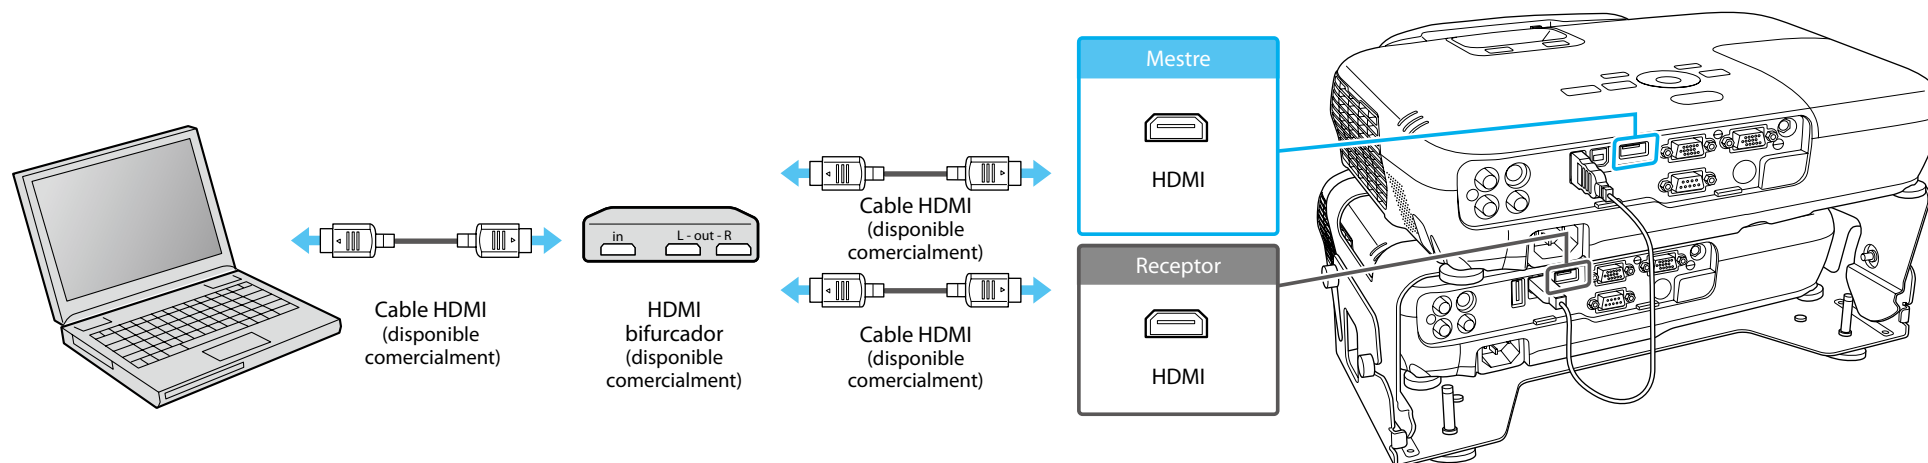 Cable HDMI
(disponible
comercialment)
in
L - out - R
HDMI
bifurcador
(disponible
comercialment)
Cable HDMI
(disponible
comercialment)
Cable HDMI
(disponible
comercialment)
Mestre
HDMI
Receptor
HDMI